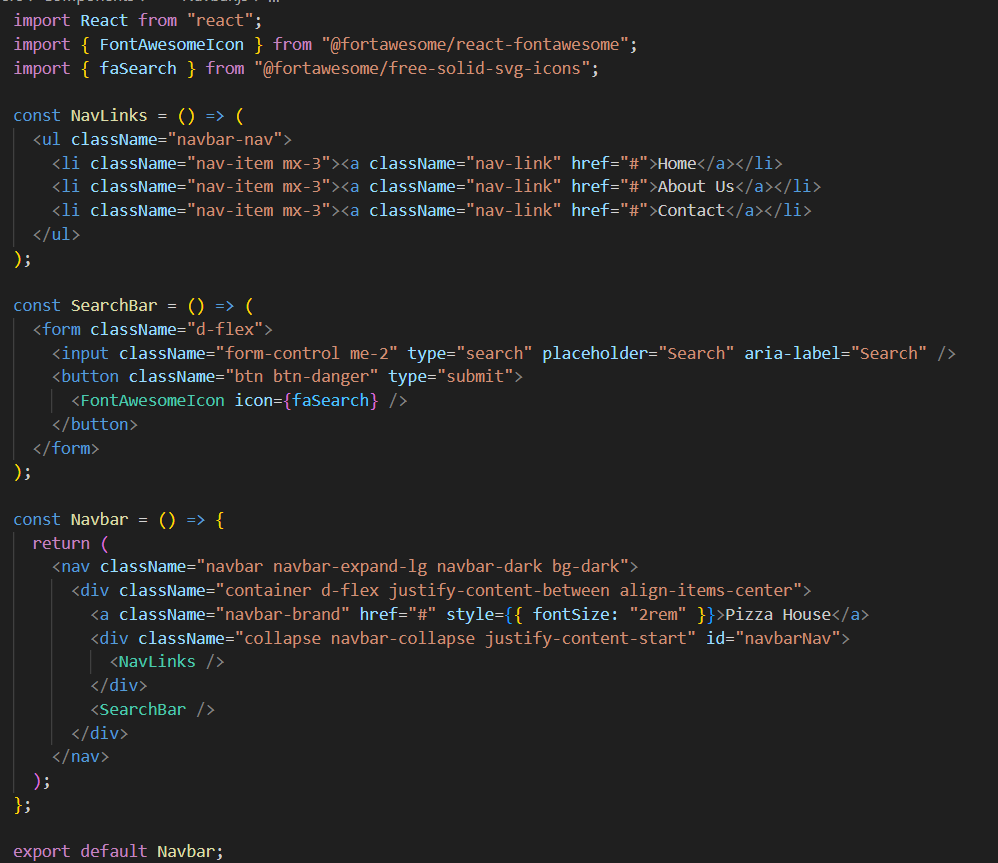 import React from "react";
import { FontAwesomeIcon } from "@fortawesome/react-fontawesome";
import { faSearch } from "@fortawesome/free-solid-svg-icons";

const NavLinks = () => (
  <ul className="navbar-nav">
    <li className="nav-item mx-3"><a className="nav-link" href="#">Home</a></li>
    <li className="nav-item mx-3"><a className="nav-link" href="#">About Us</a></li>
    <li className="nav-item mx-3"><a className="nav-link" href="#">Contact</a></li>
  </ul>
);

const SearchBar = () => (
  <form className="d-flex">
    <input className="form-control me-2" type="search" placeholder="Search" aria-label="Search" />
    <button className="btn btn-danger" type="submit">
      <FontAwesomeIcon icon={faSearch} />
    </button>
  </form>
);

const Navbar = () => {
  return (
    <nav className="navbar navbar-expand-lg navbar-dark bg-dark">
      <div className="container d-flex justify-content-between align-items-center">
        <a className="navbar-brand" href="#" style={{ fontSize: "2rem" }}>Pizza House</a>
        <div className="collapse navbar-collapse justify-content-start" id="navbarNav">
          <NavLinks />
        </div>
        <SearchBar />
      </div>
    </nav>
  );
};

export default Navbar;